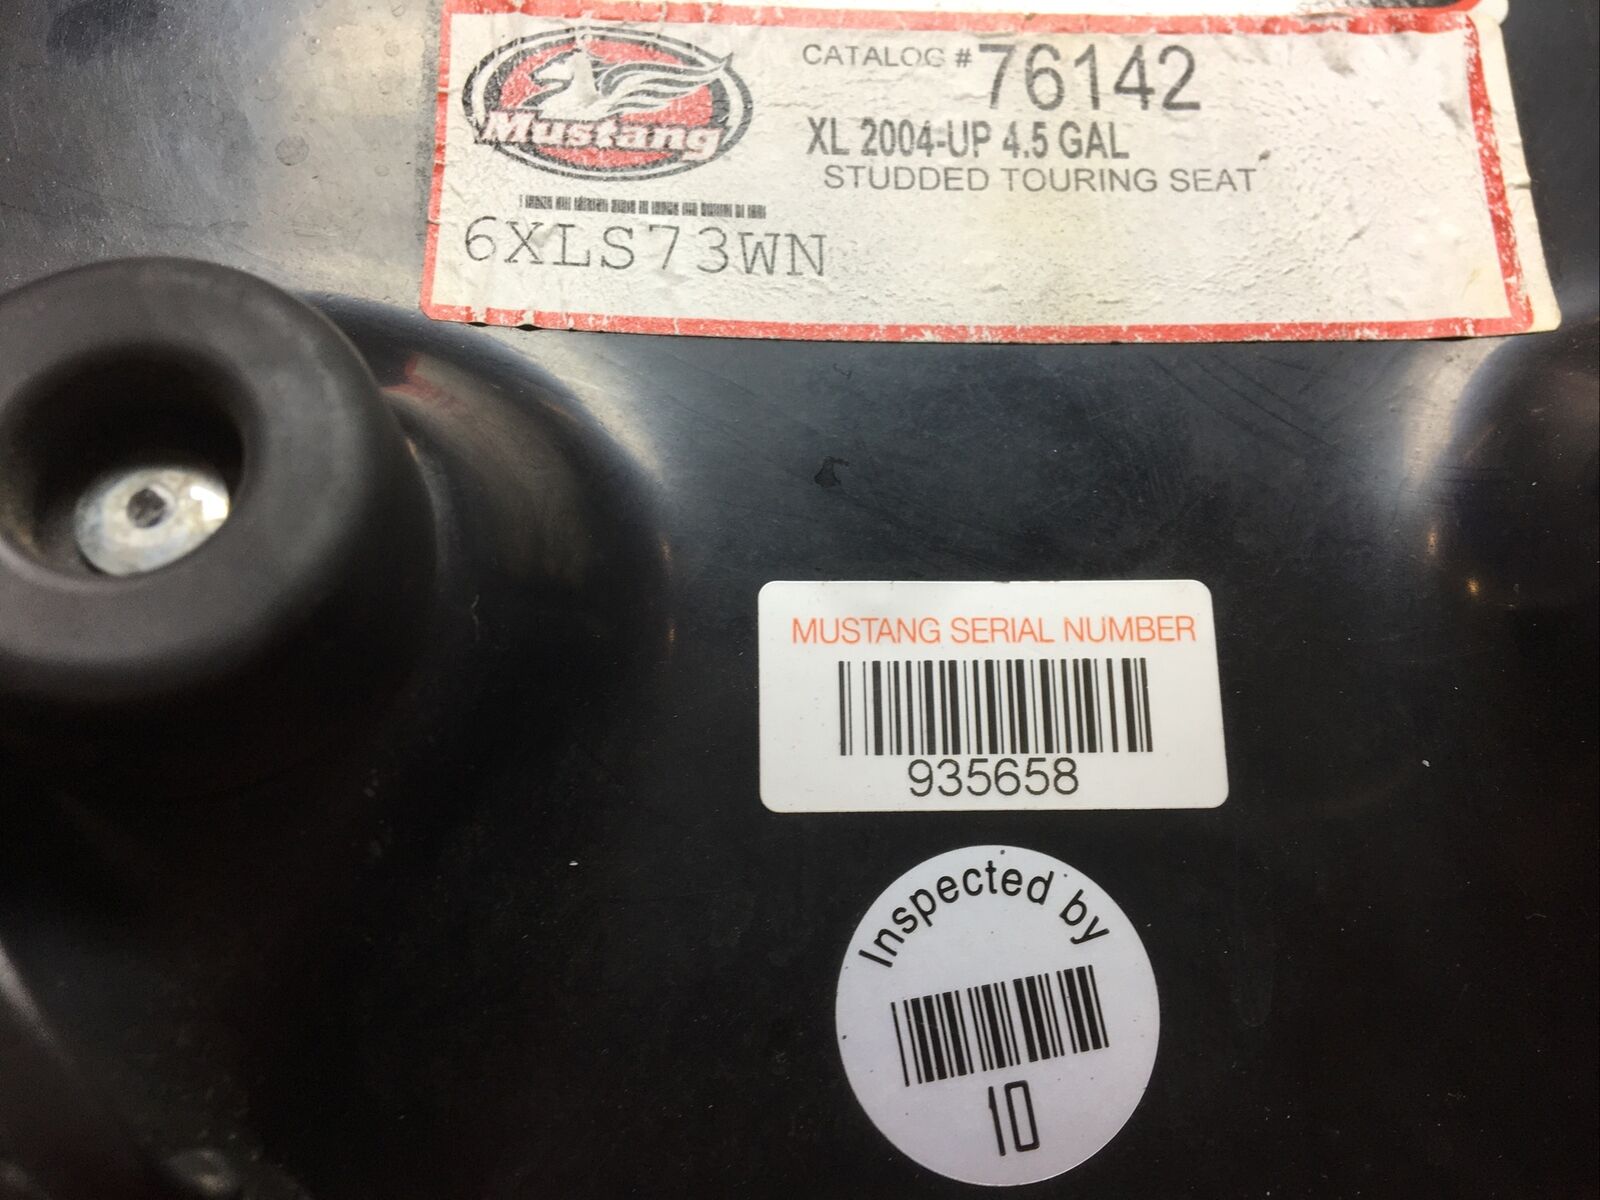 Mustang
CATALOG # 76142
XL 2004-UP 4.5 GAL
STUDDED TOURING SEAT
6XLS73WN
MUSTANG SERIAL NUMBER
935658
Inspected by
10